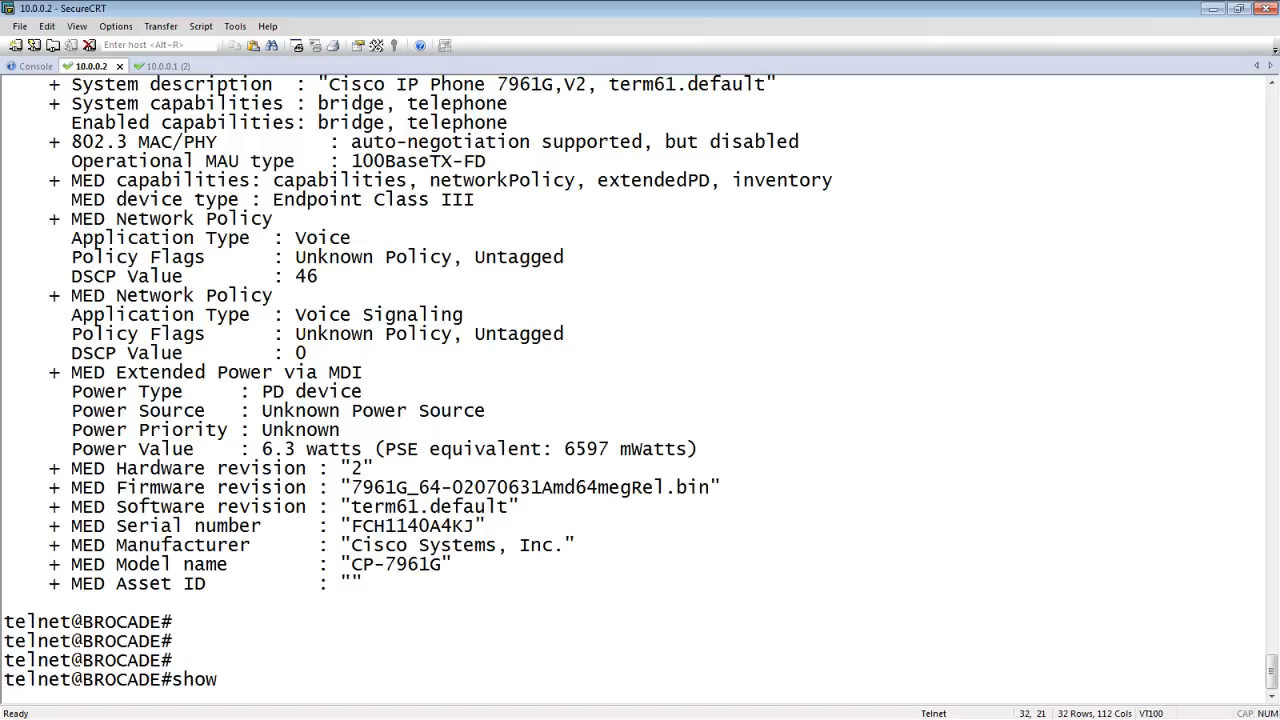 10.0.0.2 - SecureCRT
File Edit View Options Transfer Script Tools Help
Enter host <Alt+R>
Console 10.0.0.2 x 10.0.0.1 (2)
+ System description : "Cisco IP Phone 7961G,V2, term61.default"
+ System capabilities : bridge, telephone
Enabled capabilities: bridge, telephone
+ 802.3 MAC/PHY : auto-negotiation supported, but disabled
Operational MAU type : 100BaseTX-FD
+ MED capabilities: capabilities, networkPolicy, extendedPD, inventory
MED device type : Endpoint Class III
+ MED Network Policy
Application Type : Voice
Policy Flags : Unknown Policy, Untagged
DSCP Value : 46
+ MED Network Policy
Application Type : Voice Signaling
Policy Flags : Unknown Policy, Untagged
DSCP Value : 0
+ MED Extended Power via MDI
Power Type : PD device
Power Source : Unknown Power Source
Power Priority : Unknown
Power Value : 6.3 watts (PSE equivalent: 6597 mWatts)
+ MED Hardware revision : "2"
+ MED Firmware revision : "7961G_64-02070631Amd64megRel.bin"
+ MED Software revision : "term61.default"
+ MED Serial number : "FCH1140A4KJ"
+ MED Manufacturer : "Cisco Systems, Inc."
+ MED Model name : "CP-7961G"
+ MED Asset ID : ""
telnet@BROCADE#
telnet@BROCADE#
telnet@BROCADE#
telnet@BROCADE#show
Ready Telnet 32, 21 32 Rows, 112 Cols VT100 CAP NUM